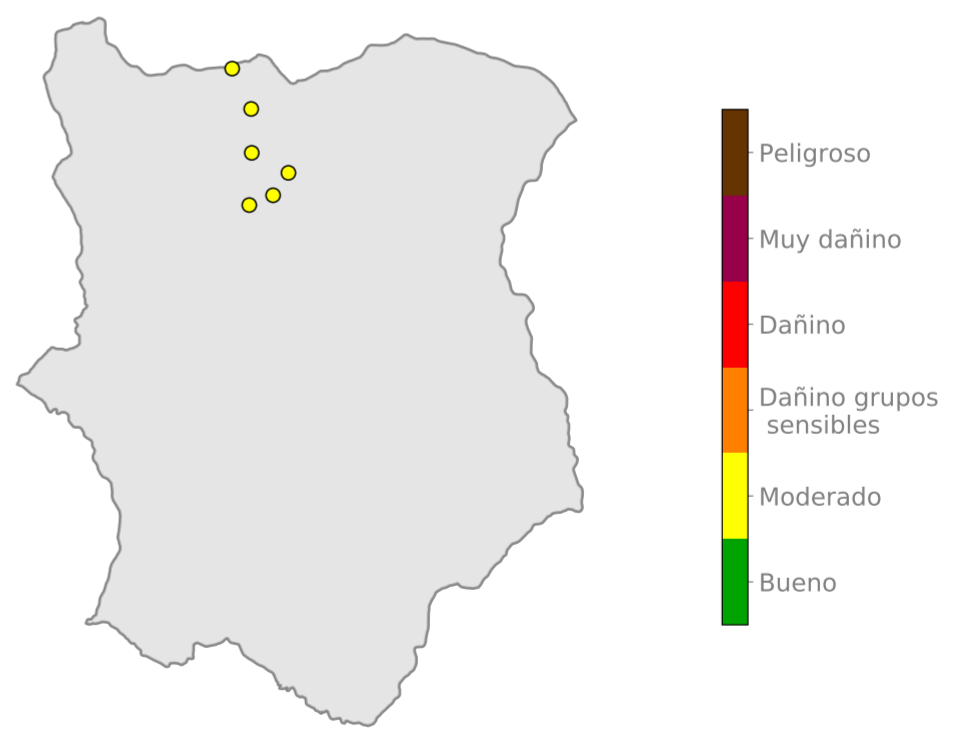 Peligroso
Muy dañino
Dañino
Dañino grupos
sensibles
Moderado
Bueno